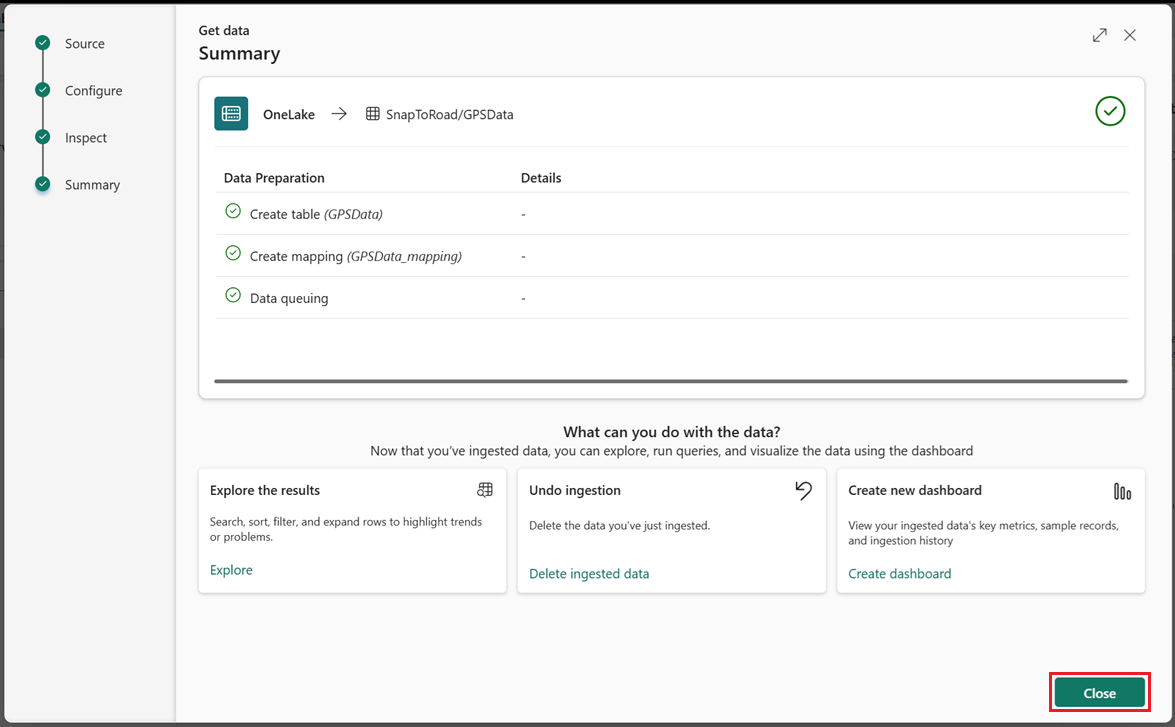 Source
Configure
Inspect
Summary
Get data
Summary
OneLake → SnapToRoad/GPSData
Data Preparation Details
Create table (GPSData) -
Create mapping (GPSData_mapping) -
Data queuing -
What can you do with the data?
Now that you've ingested data, you can explore, run queries, and visualize the data using the dashboard
Explore the results
Search, sort, filter, and expand rows to highlight trends
or problems.
Explore
Undo ingestion
Delete the data you've just ingested.
Delete ingested data
Create new dashboard
View your ingested data's key metrics, sample records,
and ingestion history
Create dashboard
Close